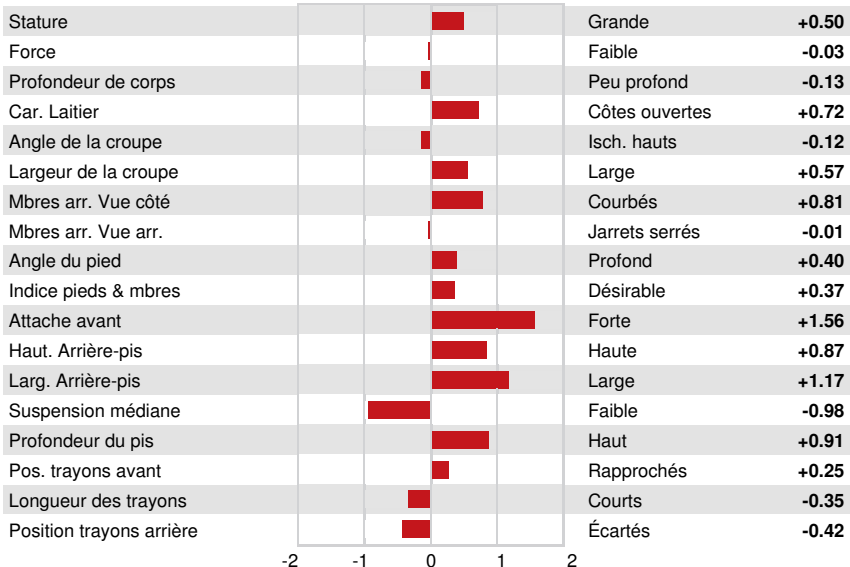 Stature Grande +0.50
Force Faible -0.03
Profondeur de corps Peu profond -0.13
Car. Laitier Côtes ouvertes +0.72
Angle de la croupe Isch. hauts -0.12
Largeur de la croupe Large +0.57
Mbres arr. Vue côté Courbés +0.81
Mbres arr. Vue arr. Jarrets serrés -0.01
Angle du pied Profond +0.40
Indice pieds & mbres Désirable +0.37
Attache avant Forte +1.56
Haut. Arrière-pis Haute +0.87
Larg. Arrière-pis Large +1.17
Suspension médiane Faible -0.98
Profondeur du pis Haut +0.91
Pos. trayons avant Rapprochés +0.25
Longueur des trayons Courts -0.35
Position trayons arrière Écartés -0.42
-2 -1 0 1 2